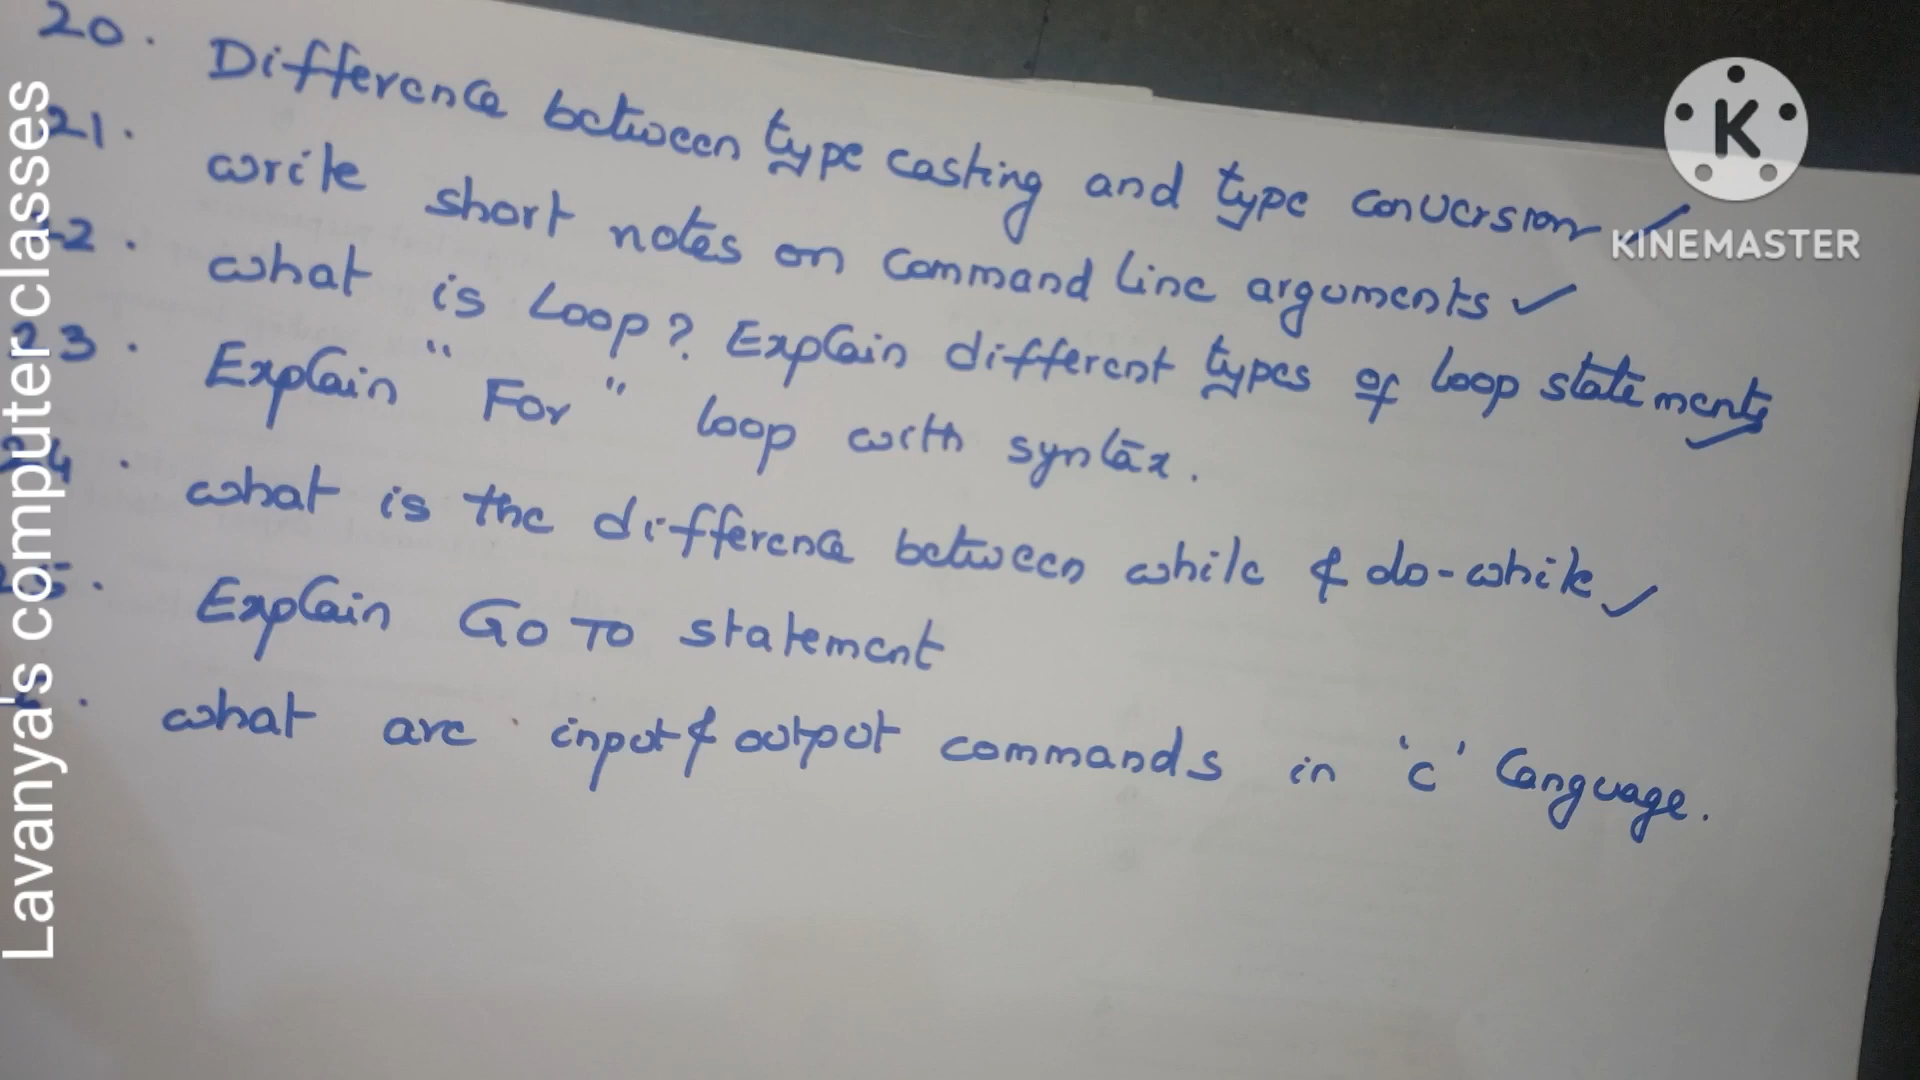 20. Difference between type casting and type conversion ✓
21. write short notes on command line arguments ✓
22. what is Loop? Explain different types of loop statements ✓
23. Explain "For" loop with syntax.
24. what is the difference between while & do-while ✓
25. Explain GO TO statement
what are input & output commands in 'c' language.
Lavanya's computer classes
K
KINEMASTER